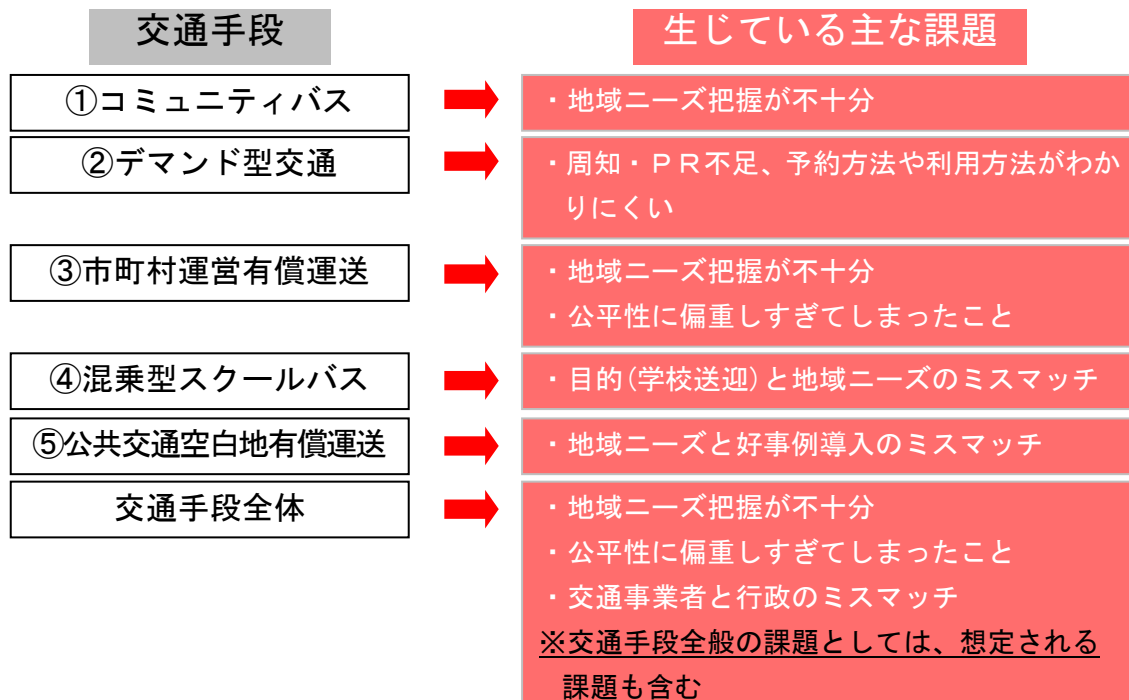 交通手段
生じている主な課題
①コミュニティバス
・地域ニーズ把握が不十分
②デマンド型交通
・周知・ＰＲ不足、予約方法や利用方法がわか
りにくい
③市町村運営有償運送
・地域ニーズ把握が不十分
・公平性に偏重しすぎてしまったこと
④混乗型スクールバス
・目的(学校送迎)と地域ニーズのミスマッチ
⑤公共交通空白地有償運送
・地域ニーズと好事例導入のミスマッチ
交通手段全体
・地域ニーズ把握が不十分
・公平性に偏重しすぎてしまったこと
・交通事業者と行政のミスマッチ
※交通手段全般の課題としては、想定される
課題も含む